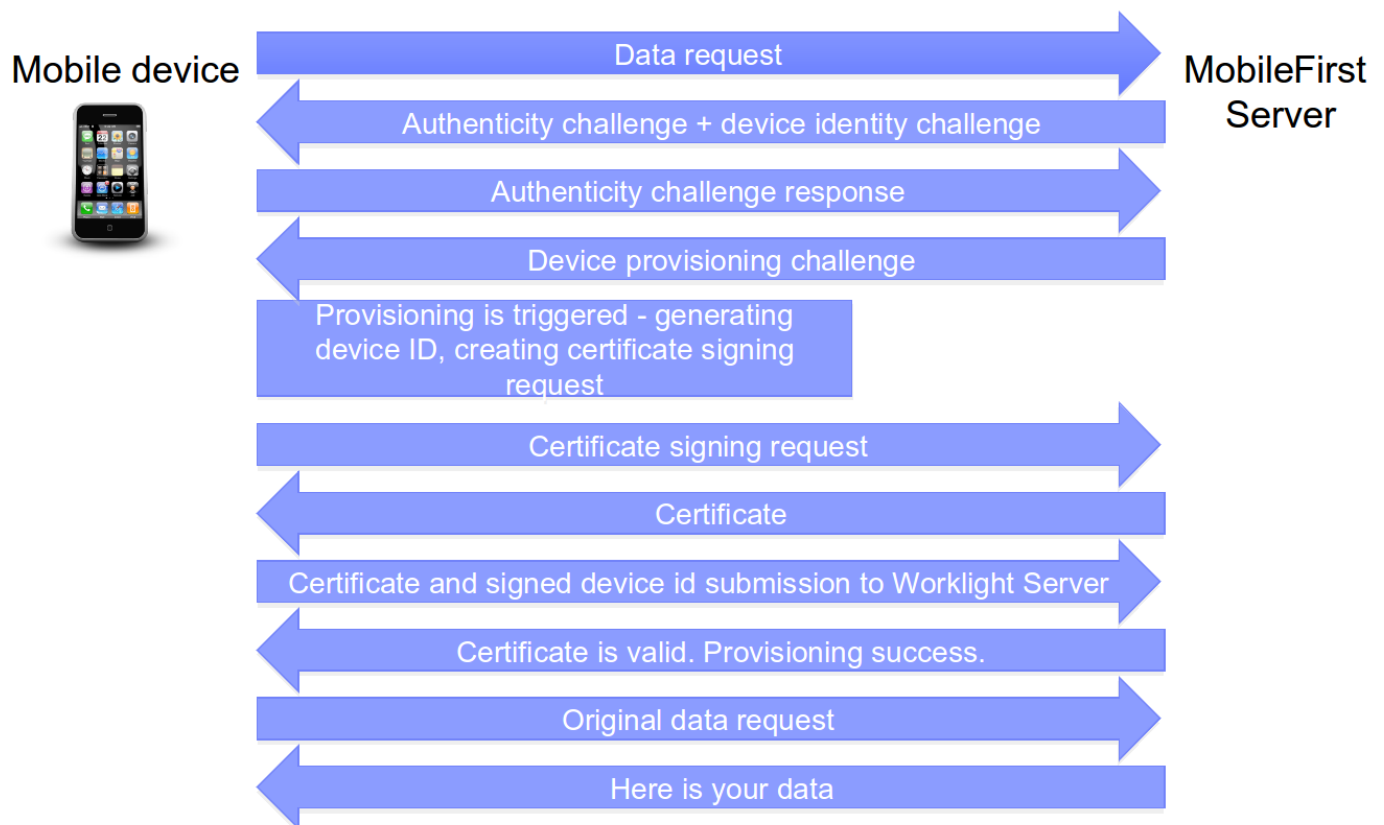 Data request
Mobile device
MobileFirst
Server
Authenticity challenge + device identity challenge
Authenticity challenge response
Device provisioning challenge
Provisioning is triggered - generating
device ID, creating certificate signing
request
Certificate signing request
Certificate
Certificate and signed device id submission to Worklight Server
Certificate is valid. Provisioning success.
Original data request
Here is your data